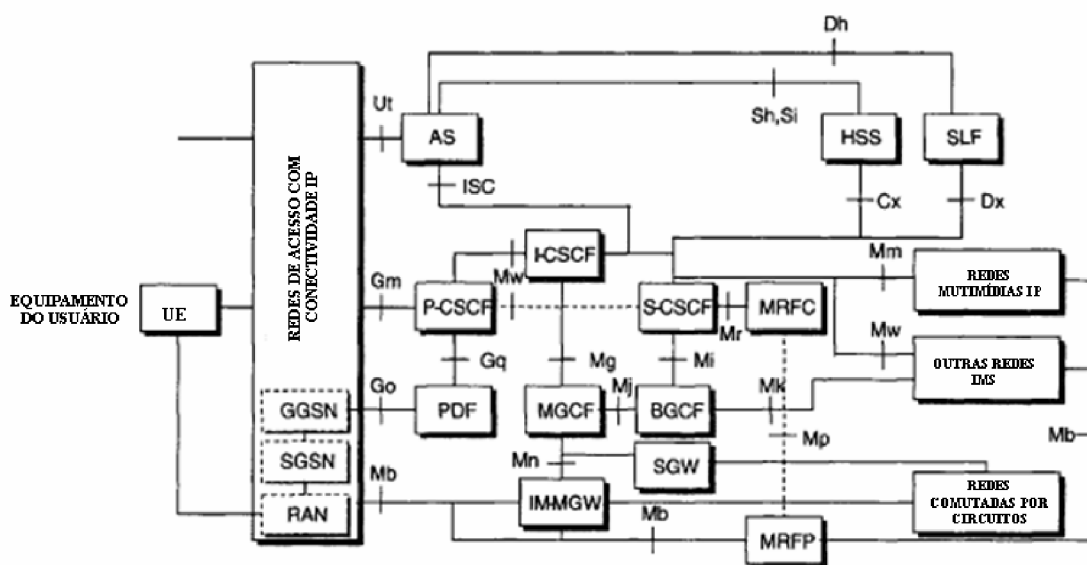 Dh
Ut
AS
Sh,Si
HSS
SLF
ISC
Cx
Dx
REDES DE ACESSO COM
CONECTIVIDADE IP
I-CSCF
Mw
Mm
REDES
MUTIMÍDIAS IP
EQUIPAMENTO
DO USUÁRIO
UE
Gm
P-CSCF
S-CSCF
Mr
MRFC
Mw
OUTRAS REDES
IMS
Gq
Mg
Mi
Go
GGSN
PDF
MGCF
Mj
BGCF
Mk
Mp
Mb
SGSN
Mn
SGW
Mb
RAN
IM-MGW
Mb
MRFP
REDES
COMUTADAS POR
CIRCUITOS